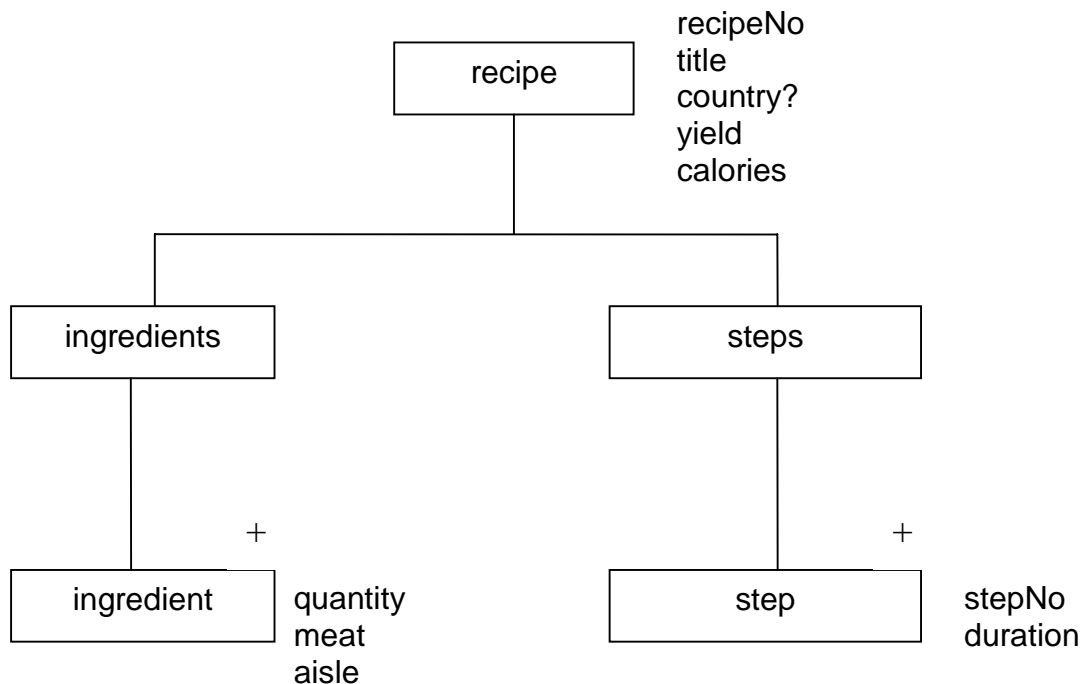 recipe
recipeNo
title
country?
yield
calories
ingredients
steps
+
+
ingredient
quantity
meat
aisle
step
stepNo
duration